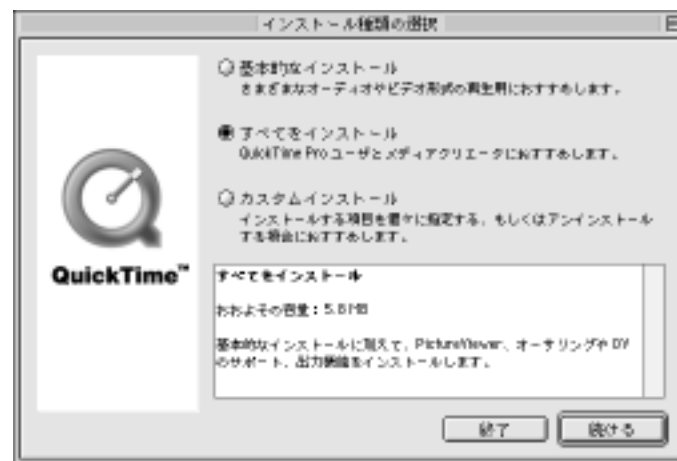 インストール種類の選択
基本的なインストール
さまざまなオーディオやビデオ形式の再生用におすすめします。
すべてをインストール
QuickTime Pro ユーザとメディアクリエータにおすすめします。
カスタムインストール
インストールする項目を個々に指定する、もしくはアンインストール
する場合におすすめします。
QuickTime™
すべてをインストール
おおよその容量：5.8 MB
基本的なインストールに加えて、PictureViewer、オーサリングや DV
のサポート、出力機能をインストールします。
終了
続ける